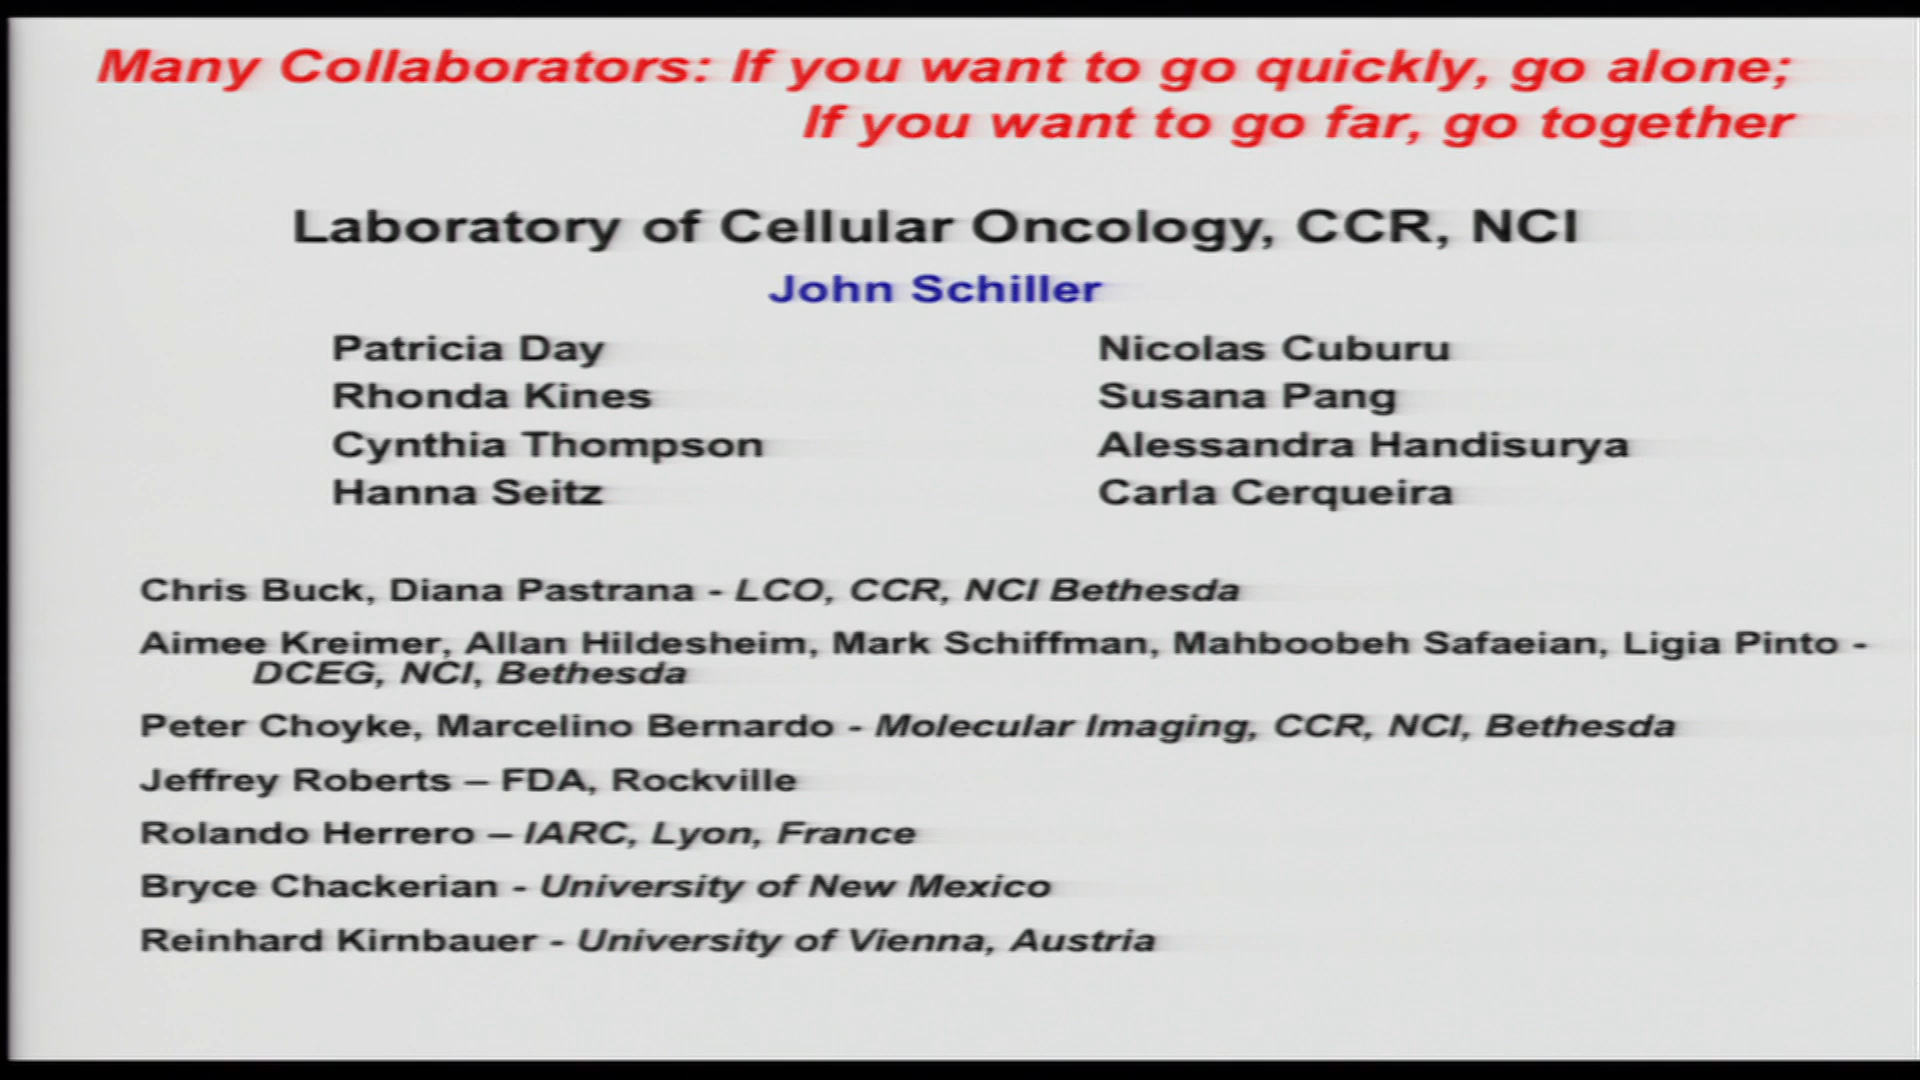 Many Collaborators: If you want to go quickly, go alone;
If you want to go far, go together
Laboratory of Cellular Oncology, CCR, NCI
John Schiller
Patricia Day
Rhonda Kines
Cynthia Thompson
Hanna Seitz
Nicolas Cuburu
Susana Pang
Alessandra Handisurya
Carla Cerqueira
Chris Buck, Diana Pastrana - LCO, CCR, NCI Bethesda
Aimee Kreimer, Allan Hildesheim, Mark Schiffman, Mahboobeh Safaeian, Ligia Pinto -
DCEG, NCI, Bethesda
Peter Choyke, Marcelino Bernardo - Molecular Imaging, CCR, NCI, Bethesda
Jeffrey Roberts – FDA, Rockville
Rolando Herrero – IARC, Lyon, France
Bryce Chackerian - University of New Mexico
Reinhard Kirnbauer - University of Vienna, Austria